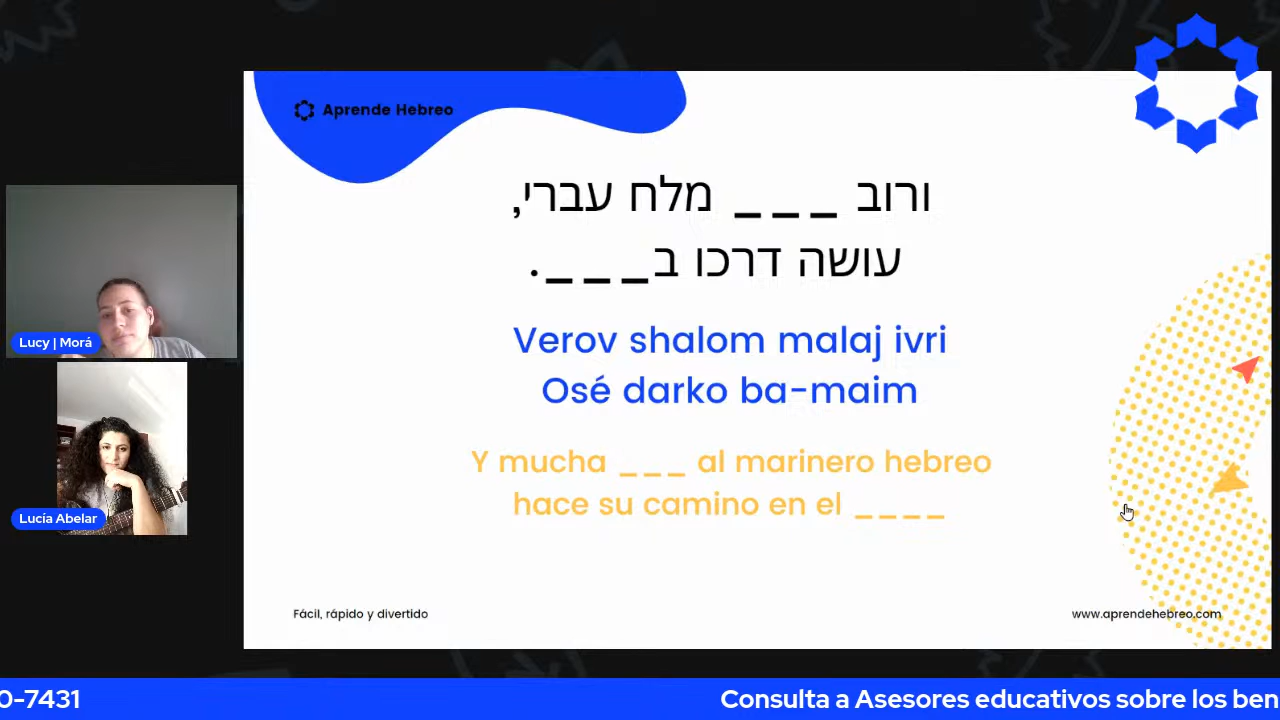 Aprende Hebreo
ורוב _ _ _ מלח עברי,
עושה דרכו ב_ _ _.
Verov shalom malaj ivri
Osé darko ba-maim
Y mucha _ _ _ al marinero hebreo
hace su camino en el _ _ _ _
Lucy | Morá
Lucía Abelar
Fácil, rápido y divertido
www.aprendehebreo.com
0-7431
Consulta a Asesores educativos sobre los ben